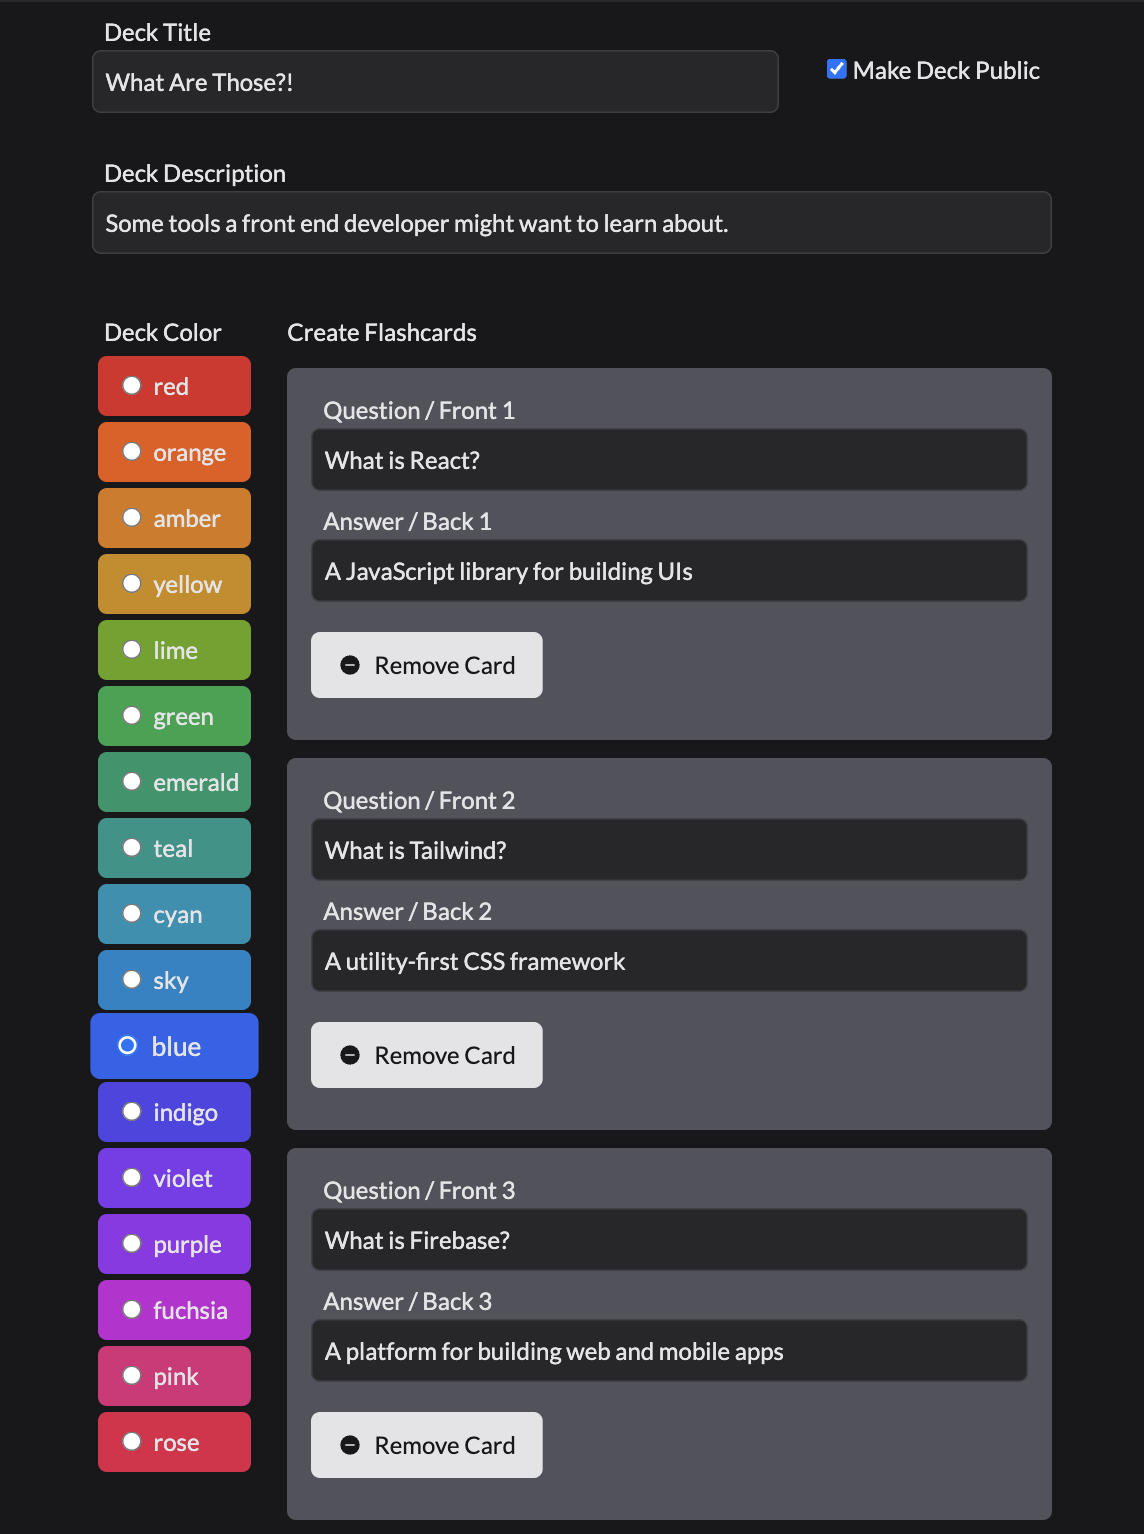 Deck Title
What Are Those?!
Make Deck Public
Deck Description
Some tools a front end developer might want to learn about.
Deck Color
red
orange
amber
yellow
lime
green
emerald
teal
cyan
sky
blue
indigo
violet
purple
fuchsia
pink
rose
Create Flashcards
Question / Front 1
What is React?
Answer / Back 1
A JavaScript library for building UIs
Remove Card
Question / Front 2
What is Tailwind?
Answer / Back 2
A utility-first CSS framework
Remove Card
Question / Front 3
What is Firebase?
Answer / Back 3
A platform for building web and mobile apps
Remove Card